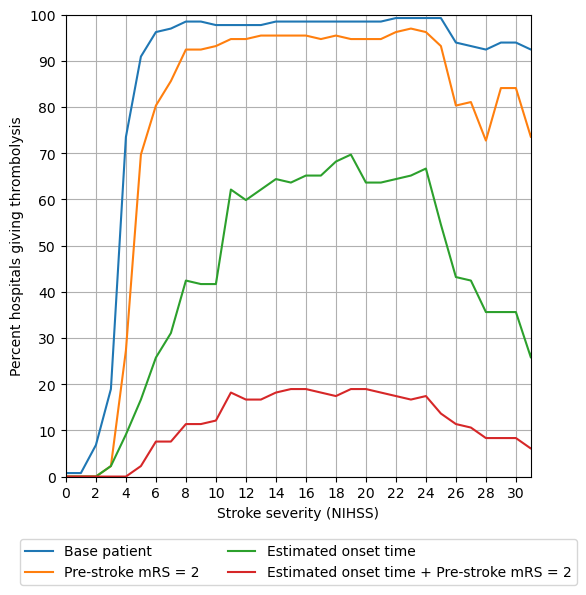 100
90
80
70
60
50
40
30
20
10
0
Percent hospitals giving thrombolysis
0 2 4 6 8 10 12 14 16 18 20 22 24 26 28 30
Stroke severity (NIHSS)
Base patient
Pre-stroke mRS = 2
Estimated onset time
Estimated onset time + Pre-stroke mRS = 2